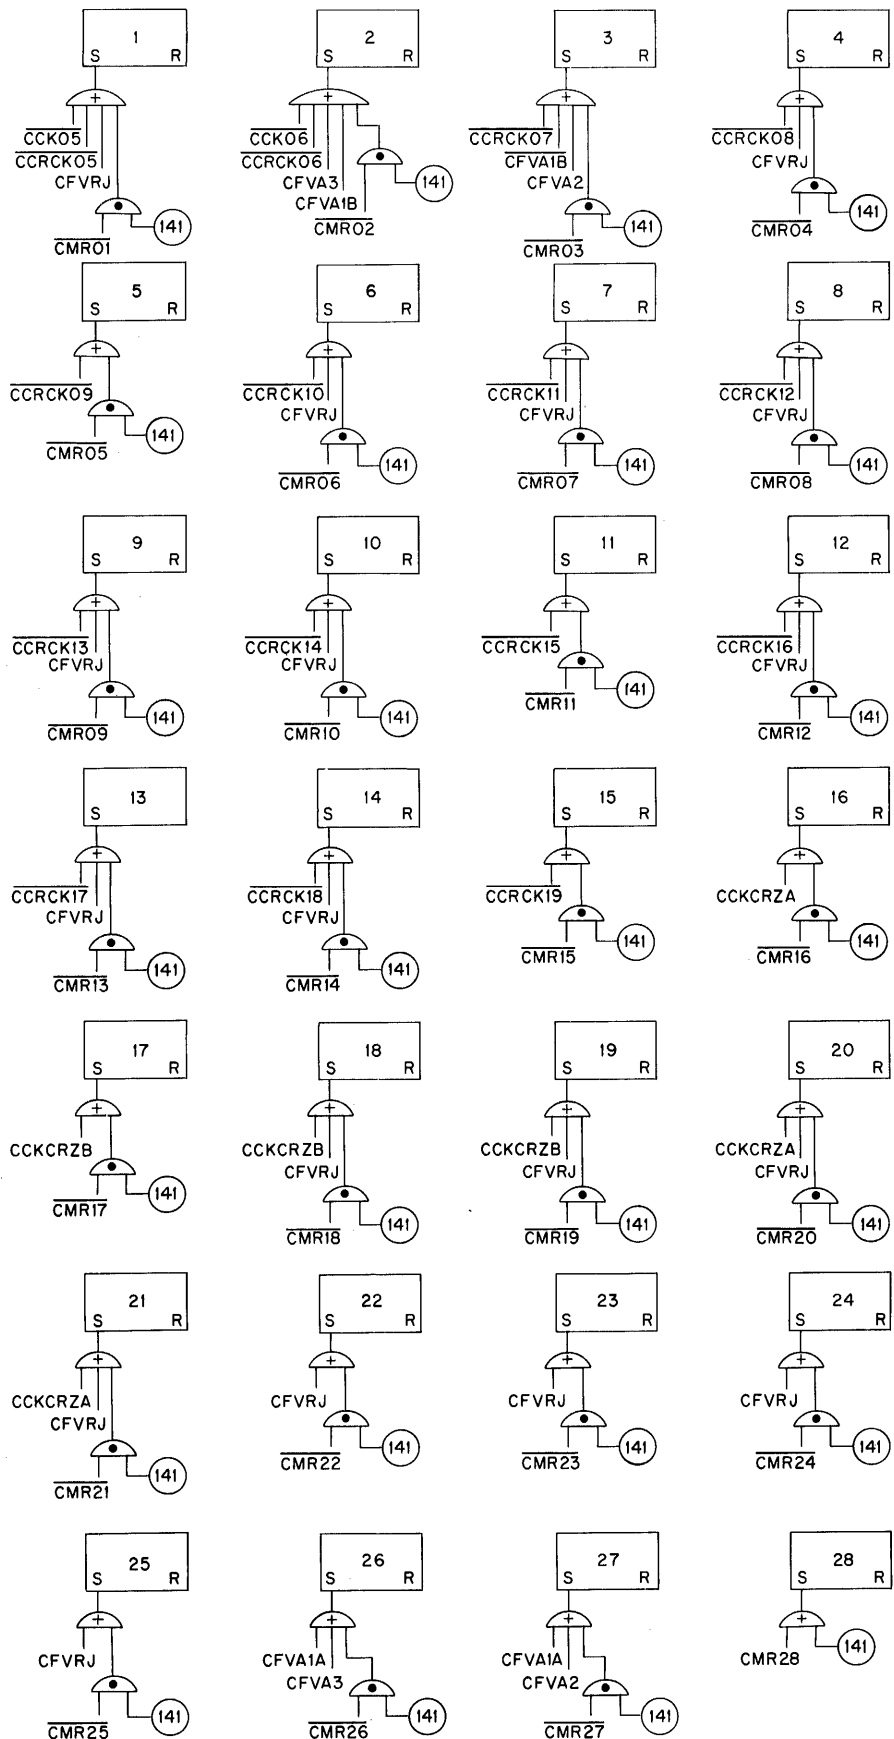 1
S R
CCK05
CCRCK05
CFVRJ
141
CMR01
2
S R
CCK06
CCRCK06
CFVA3
CFVA1B
141
CMR02
3
S R
CCRCK07
CFVA1B
CFVA2
141
CMR03
4
S R
CCRCK08
CFVRJ
141
CMR04
5
S R
CCRCK09
141
CMR05
6
S R
CCRCK10
CFVRJ
141
CMR06
7
S R
CCRCK11
CFVRJ
141
CMR07
8
S R
CCRCK12
CFVRJ
141
CMR08
9
S R
CCRCK13
CFVRJ
141
CMR09
10
S R
CCRCK14
CFVRJ
141
CMR10
11
S R
CCRCK15
141
CMR11
12
S R
CCRCK16
CFVRJ
141
CMR12
13
S
CCRCK17
CFVRJ
141
CMR13
14
S R
CCRCK18
CFVRJ
141
CMR14
15
S R
CCRCK19
141
CMR15
16
S R
CCKCRZA
141
CMR16
17
S R
CCKCRZB
141
CMR17
18
S R
CCKCRZB
CFVRJ
141
CMR18
19
S R
CCKCRZB
CFVRJ
141
CMR19
20
S R
CCKCRZA
CFVRJ
141
CMR20
21
S R
CCKCRZA
CFVRJ
141
CMR21
22
S R
CFVRJ
141
CMR22
23
S R
CFVRJ
141
CMR23
24
S R
CFVRJ
141
CMR24
25
S R
CFVRJ
141
CMR25
26
S R
CFVA1A
CFVA3
141
CMR26
27
S R
CFVA1A
CFVA2
141
CMR27
28
S R
CMR28
141